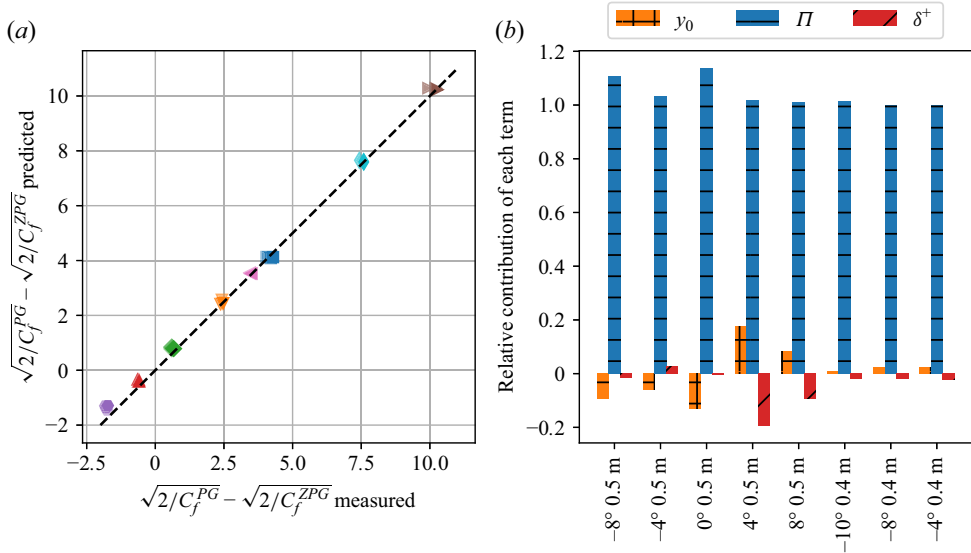 (a)
10
8
6
4
2
0
−2
−2.5 0 2.5 5.0 7.5 10.0
√2/C_f^{PG} − √2/C_f^{ZPG} predicted
√2/C_f^{PG} − √2/C_f^{ZPG} measured
(b)
y_0 Π δ^+
1.2
1.0
0.8
0.6
0.4
0.2
0
−0.2
Relative contribution of each term
−8° 0.5 m
−4° 0.5 m
0° 0.5 m
4° 0.5 m
8° 0.5 m
−10° 0.4 m
−8° 0.4 m
−4° 0.4 m